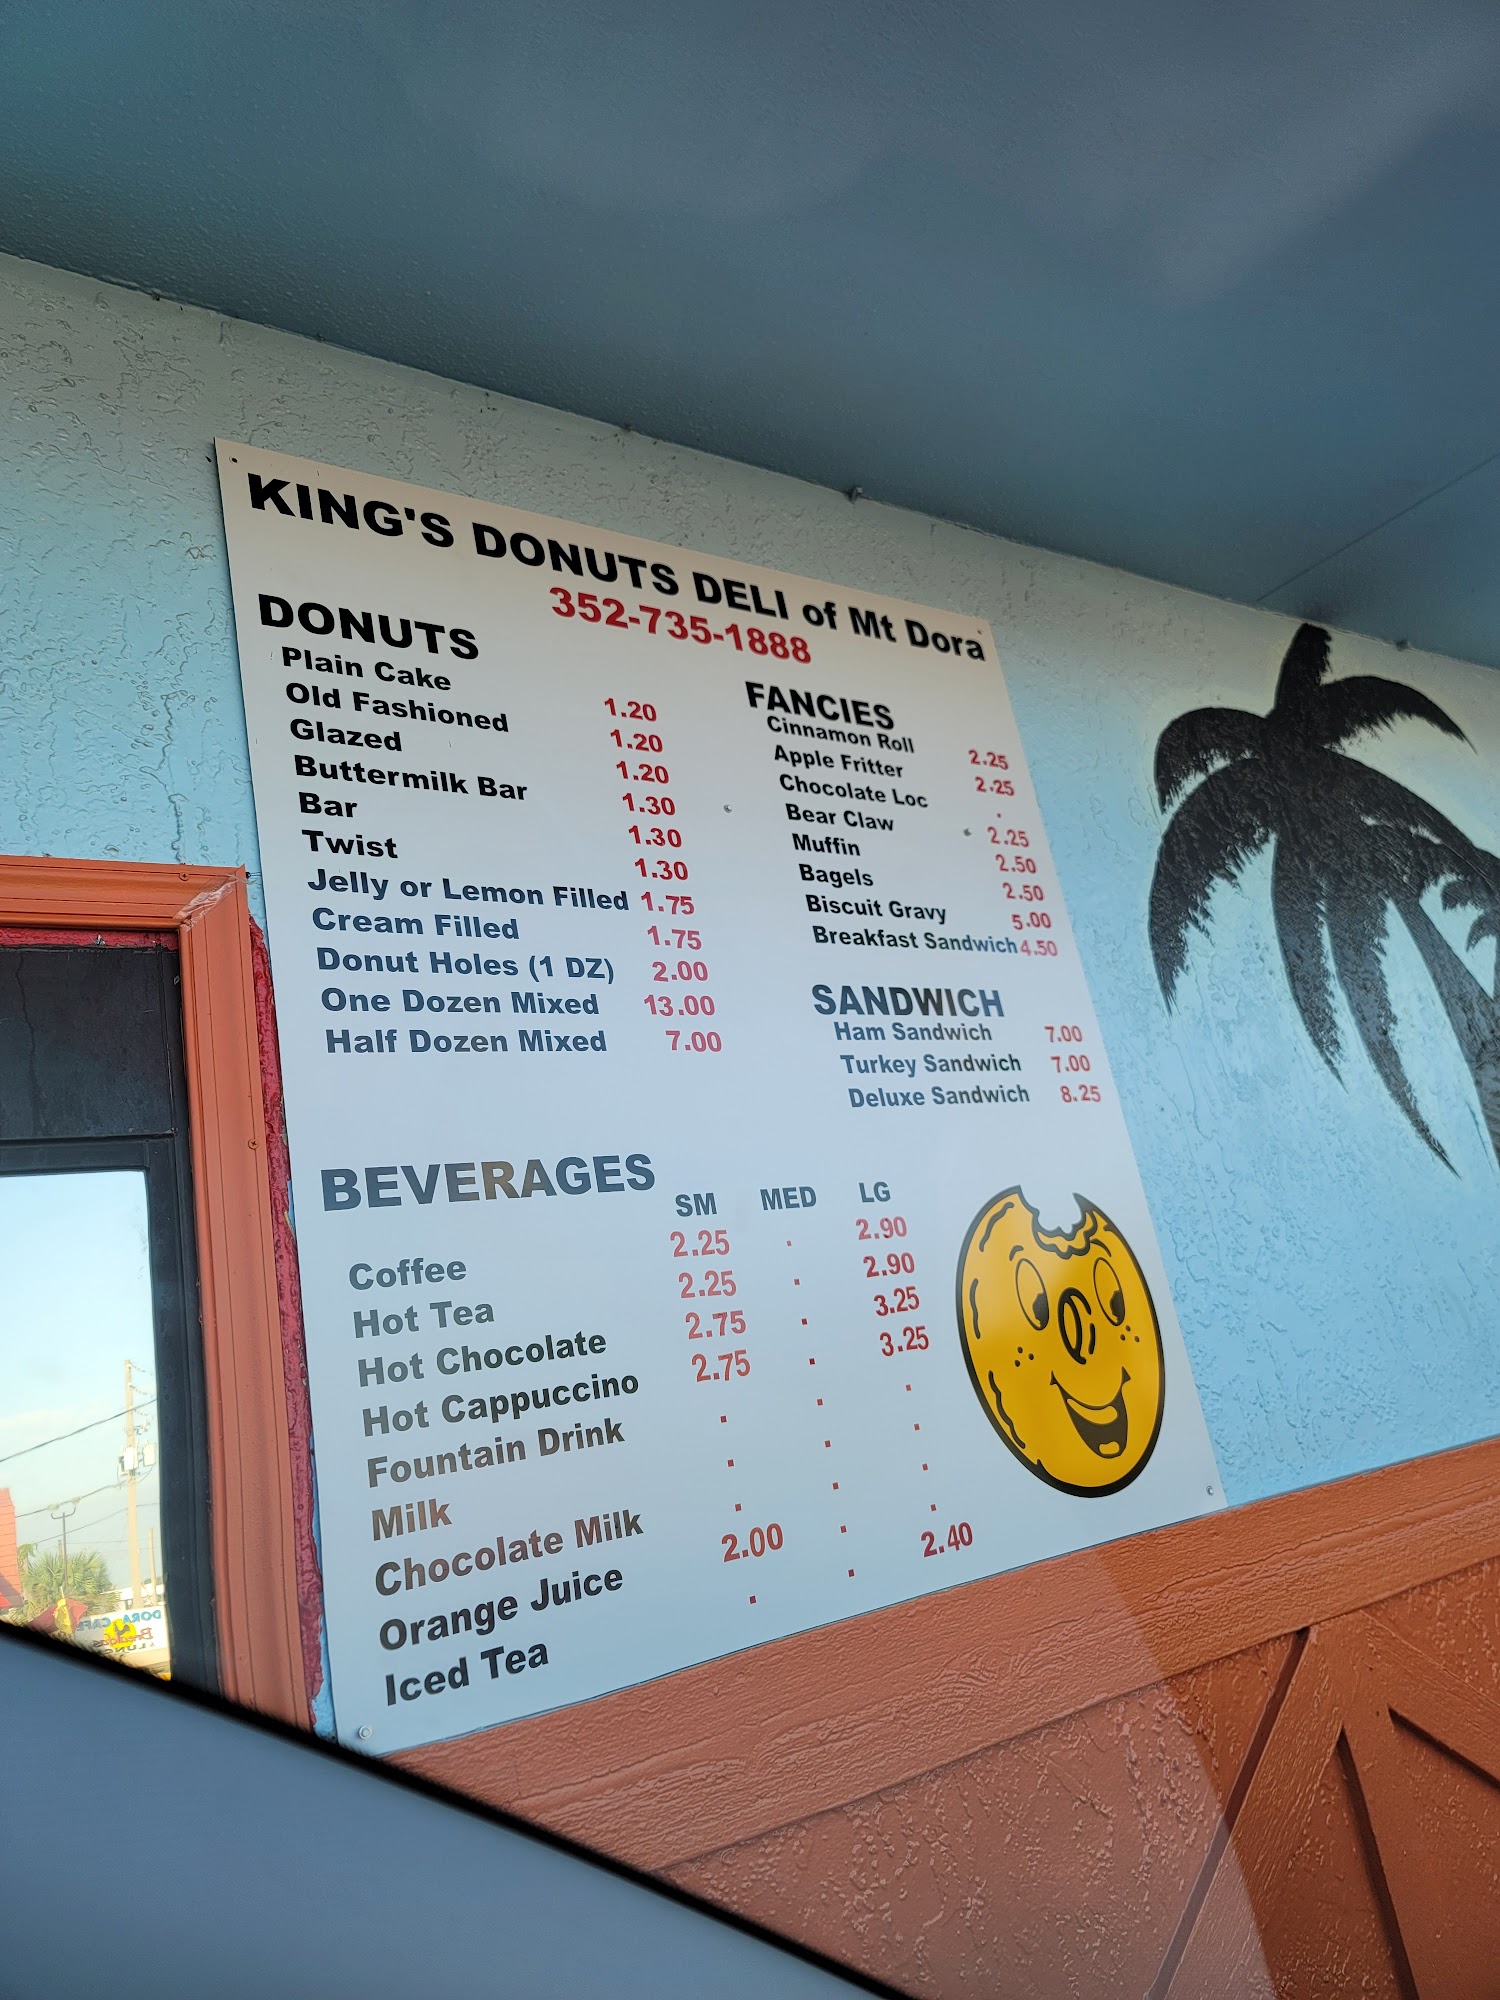 KING'S DONUTS DELI of Mt Dora
352-735-1888
DONUTS
Plain Cake 1.20
Old Fashioned 1.20
Glazed 1.20
Buttermilk Bar 1.30
Bar 1.30
Twist 1.30
Jelly or Lemon Filled 1.75
Cream Filled 1.75
Donut Holes (1 DZ) 2.00
One Dozen Mixed 13.00
Half Dozen Mixed 7.00
FANCIES
Cinnamon Roll 2.25
Apple Fritter 2.25
Chocolate Loc .
Bear Claw 2.25
Muffin 2.50
Bagels 2.50
Biscuit Gravy 5.00
Breakfast Sandwich 4.50
SANDWICH
Ham Sandwich 7.00
Turkey Sandwich 7.00
Deluxe Sandwich 8.25
BEVERAGES SM MED LG
Coffee 2.25 . 2.90
Hot Tea 2.25 . 2.90
Hot Chocolate 2.75 . 3.25
Hot Cappuccino 2.75 . 3.25
Fountain Drink . . .
Milk . . .
Chocolate Milk . . .
Orange Juice 2.00 . .
Iced Tea . . 2.40
DORA CAFE